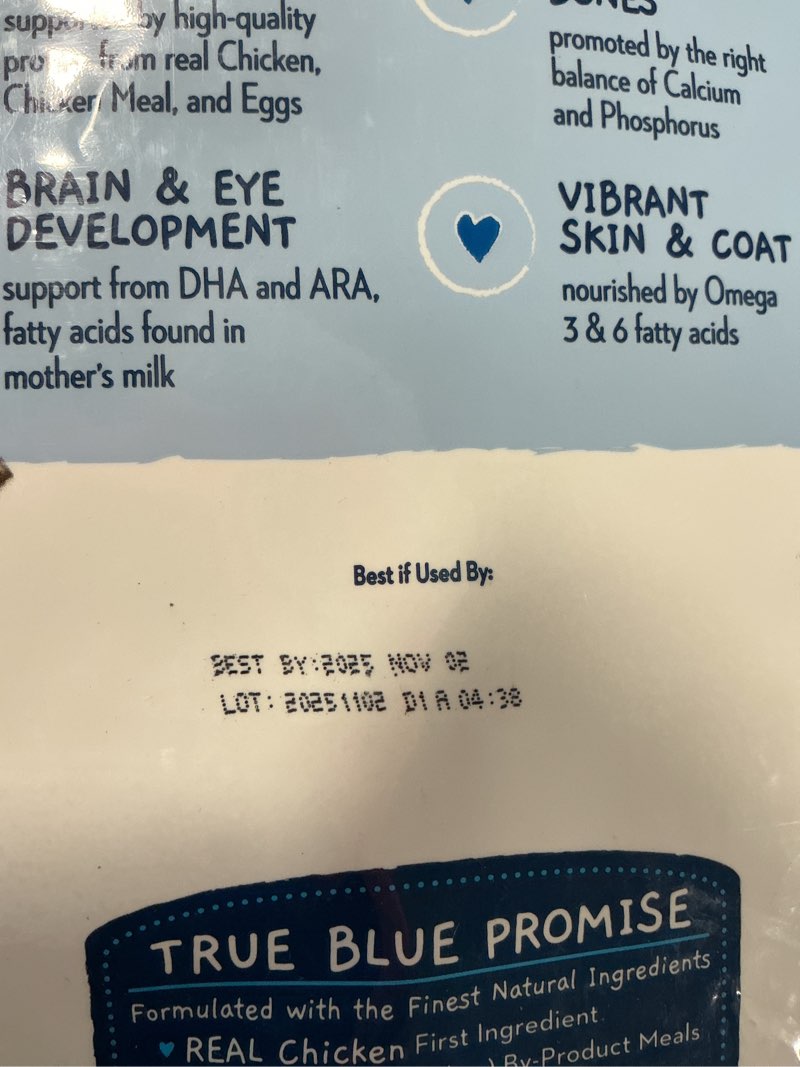 by high-quality
from real Chicken,
Chicken Meal, and Eggs
BONES
promoted by the right
balance of Calcium
and Phosphorus
BRAIN & EYE
DEVELOPMENT
support from DHA and ARA,
fatty acids found in
mother's milk
VIBRANT
SKIN & COAT
nourished by Omega
3 & 6 fatty acids
Best if Used By:
BEST BY:2025 NOV 02
LOT: 20251102 D1 A 04:38
TRUE BLUE PROMISE
Formulated with the Finest Natural Ingredients
REAL Chicken First Ingredient
By-Product Meals